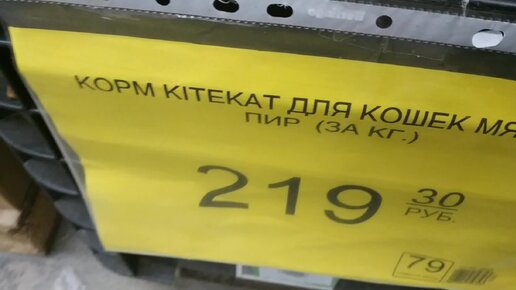 КОРМ KITEKAT ДЛЯ КОШЕК МЯ
ПИР (ЗА КГ.)
219 30
РУБ.
79